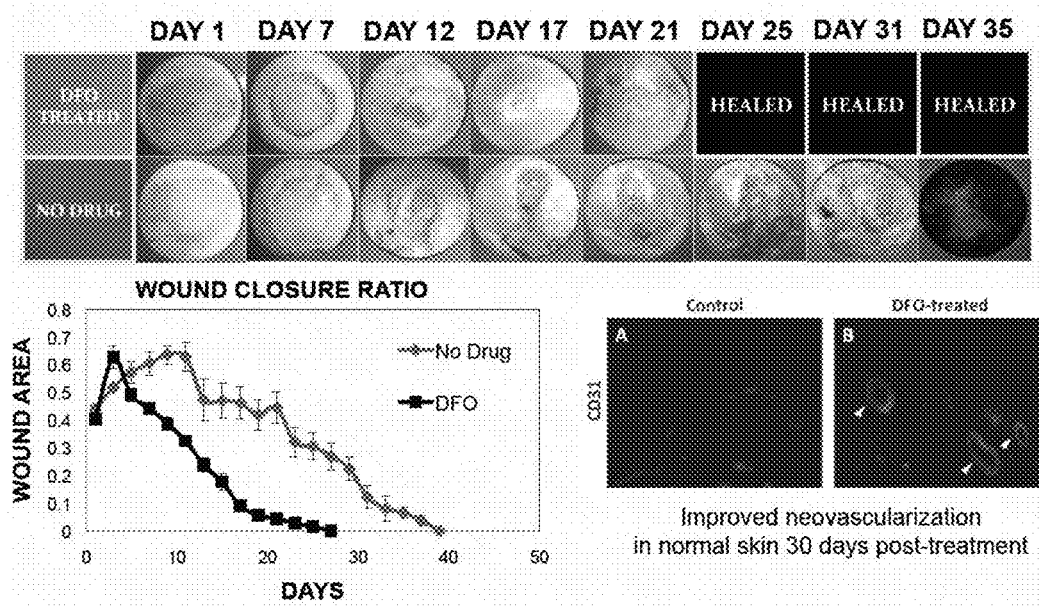 DAY 1 DAY 7 DAY 12 DAY 17 DAY 21 DAY 25 DAY 31 DAY 35
DFO
TREATED
HEALED HEALED HEALED
NO DRUG
WOUND CLOSURE RATIO
WOUND AREA
0.8
0.7
0.6
0.5
0.4
0.3
0.2
0.1
0
0 10 20 30 40 50
DAYS
No Drug
DFO
Control DFO-treated
A B
CD31
Improved neovascularization
in normal skin 30 days post-treatment